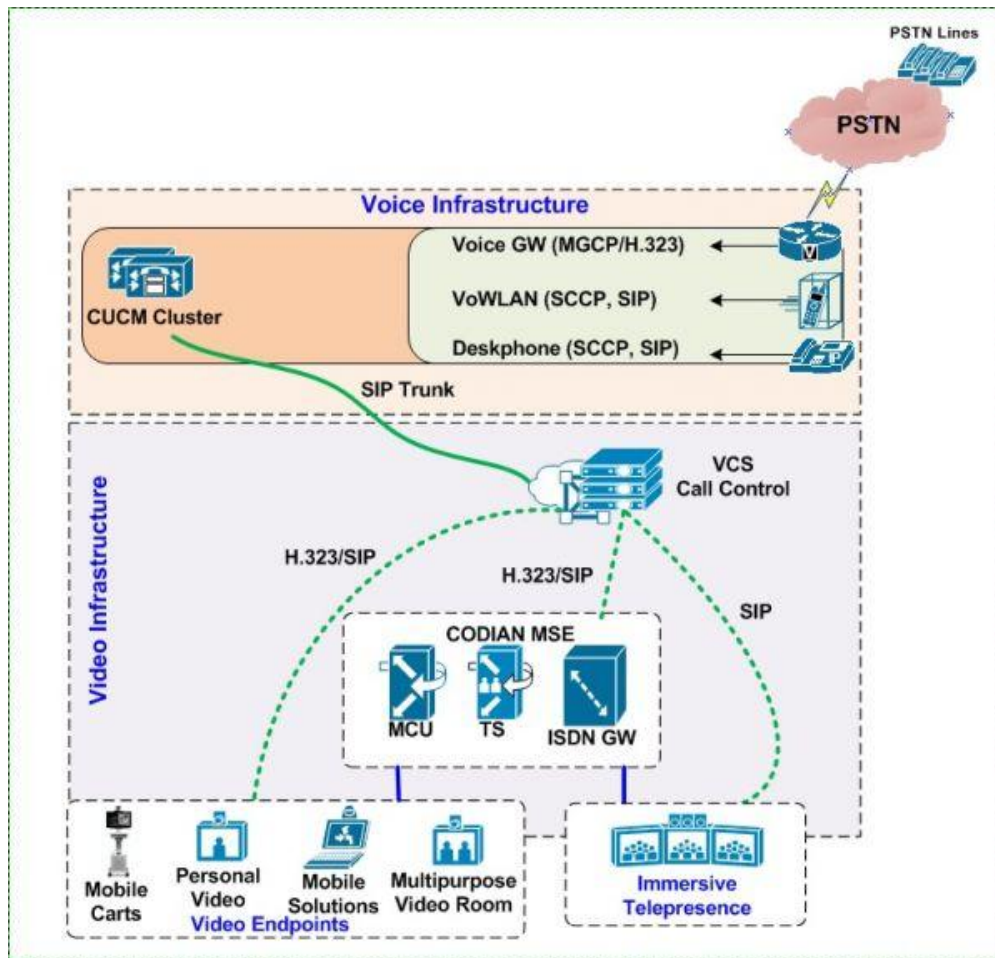 PSTN Lines
PSTN
Voice Infrastructure
Voice GW (MGCP/H.323)
V
VoWLAN (SCCP, SIP)
CUCM Cluster
Deskphone (SCCP, SIP)
SIP Trunk
Video Infrastructure
VCS
Call Control
H.323/SIP
H.323/SIP
SIP
CODIAN MSE
MCU
TS
ISDN GW
Mobile
Carts
Personal
Video
Mobile
Solutions
Multipurpose
Video Room
Video Endpoints
Immersive
Telepresence